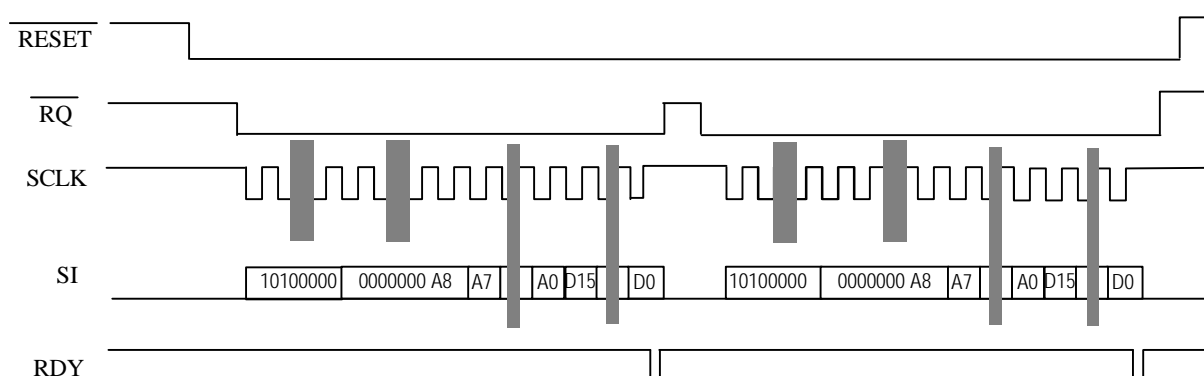 RESET
RQ
SCLK
SI
10100000 0000000 A8 A7 A0 D15 D0 10100000 0000000 A8 A7 A0 D15 D0
RDY